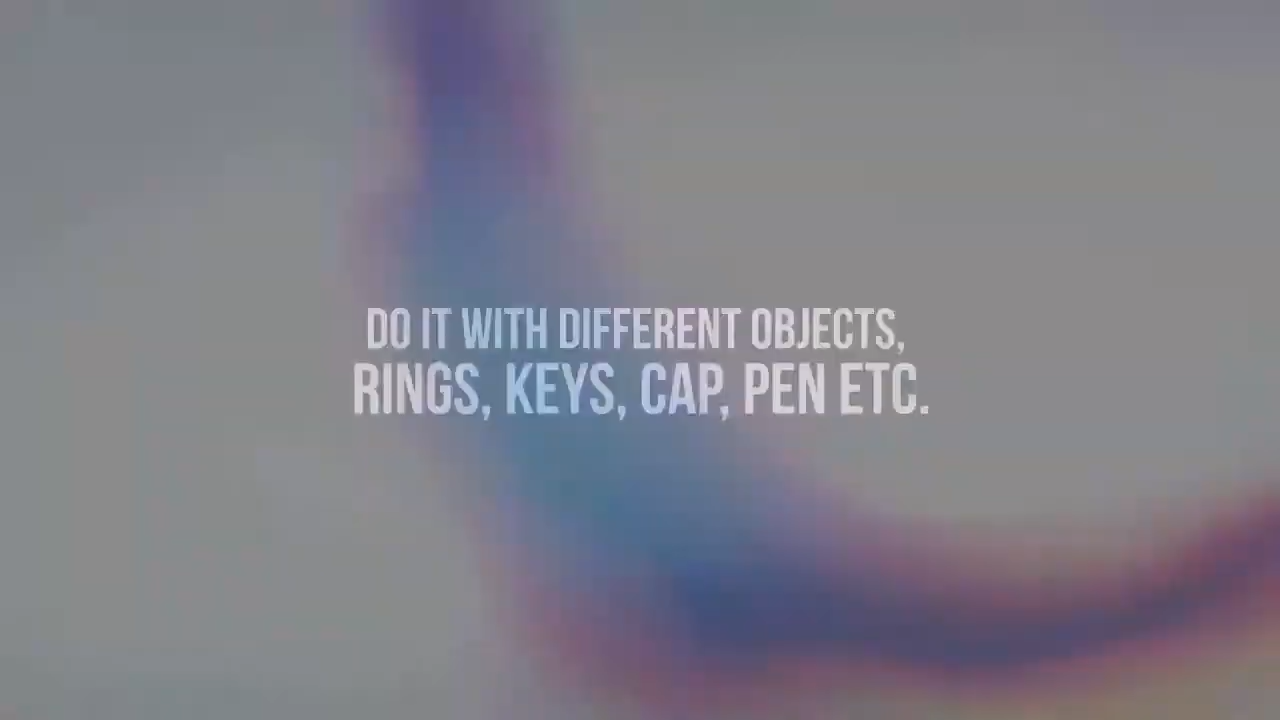 DO IT WITH DIFFERENT OBJECTS,
RINGS, KEYS, CAP, PEN ETC.